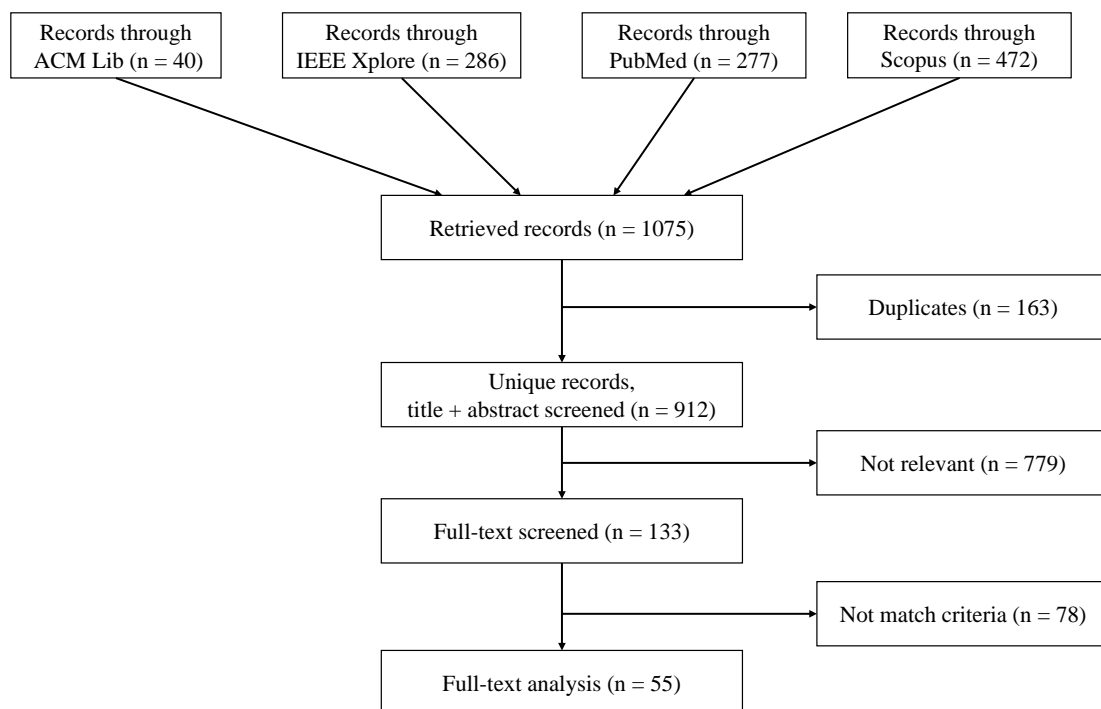 Records through
ACM Lib (n = 40)
Records through
IEEE Xplore (n = 286)
Records through
PubMed (n = 277)
Records through
Scopus (n = 472)
Retrieved records (n = 1075)
Duplicates (n = 163)
Unique records,
title + abstract screened (n = 912)
Not relevant (n = 779)
Full-text screened (n = 133)
Not match criteria (n = 78)
Full-text analysis (n = 55)